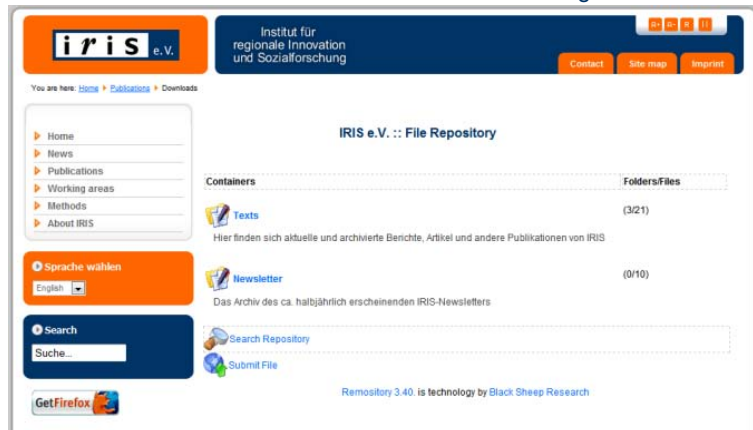 iris e.V.
Institut für
regionale Innovation
und Sozialforschung
A+ A- R
Contact Site map Imprint
You are here: Home Publications Downloads
Home
News
Publications
Working areas
Methods
About IRIS
IRIS e.V. :: File Repository
Containers Folders/Files
Texts (3/21)
Hier finden sich aktuelle und archivierte Berichte, Artikel und andere Publikationen von IRIS
Newsletter (0/10)
Das Archiv des ca. halbjährlich erscheinenden IRIS-Newsletters
Sprache wählen
English
Search
Suche...
Search Repository
Submit File
Remository 3.40. is technology by Black Sheep Research
GetFirefox